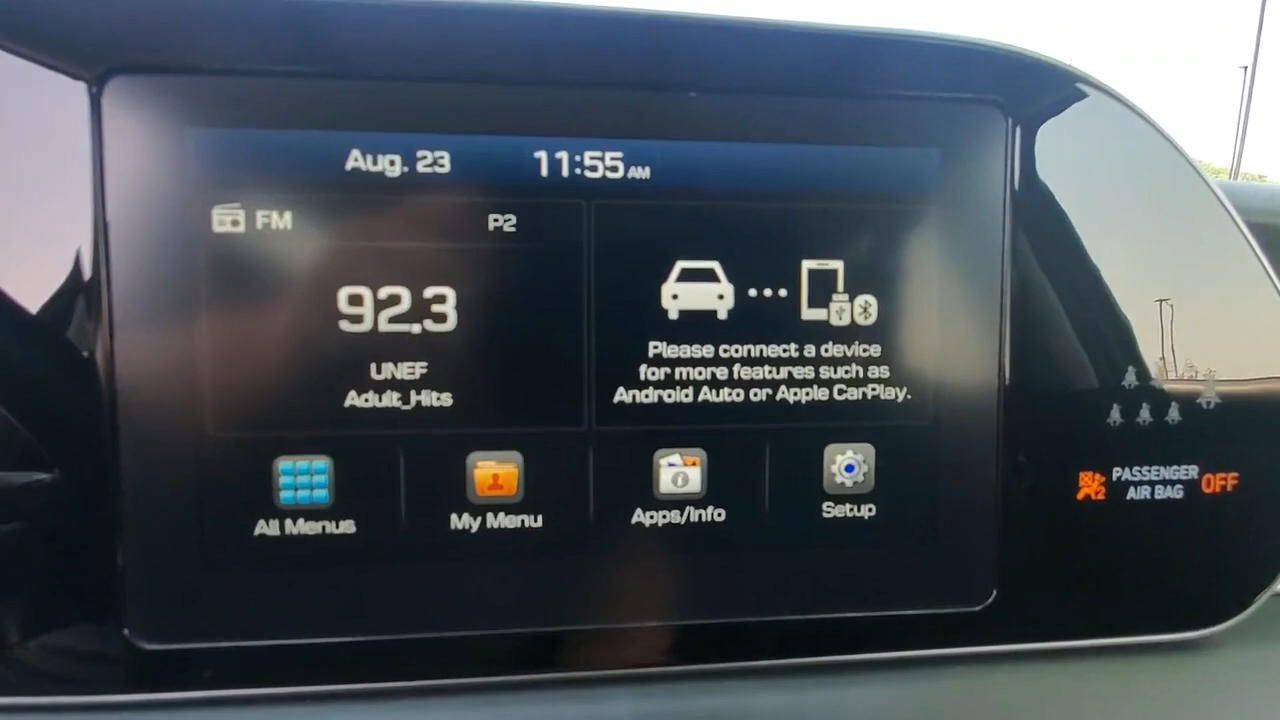 Aug. 23 11:55 AM
FM P2
92.3
UNEF
Adult_Hits
Please connect a device
for more features such as
Android Auto or Apple CarPlay.
All Menus My Menu Apps/Info Setup
PASSENGER
AIR BAG OFF
2